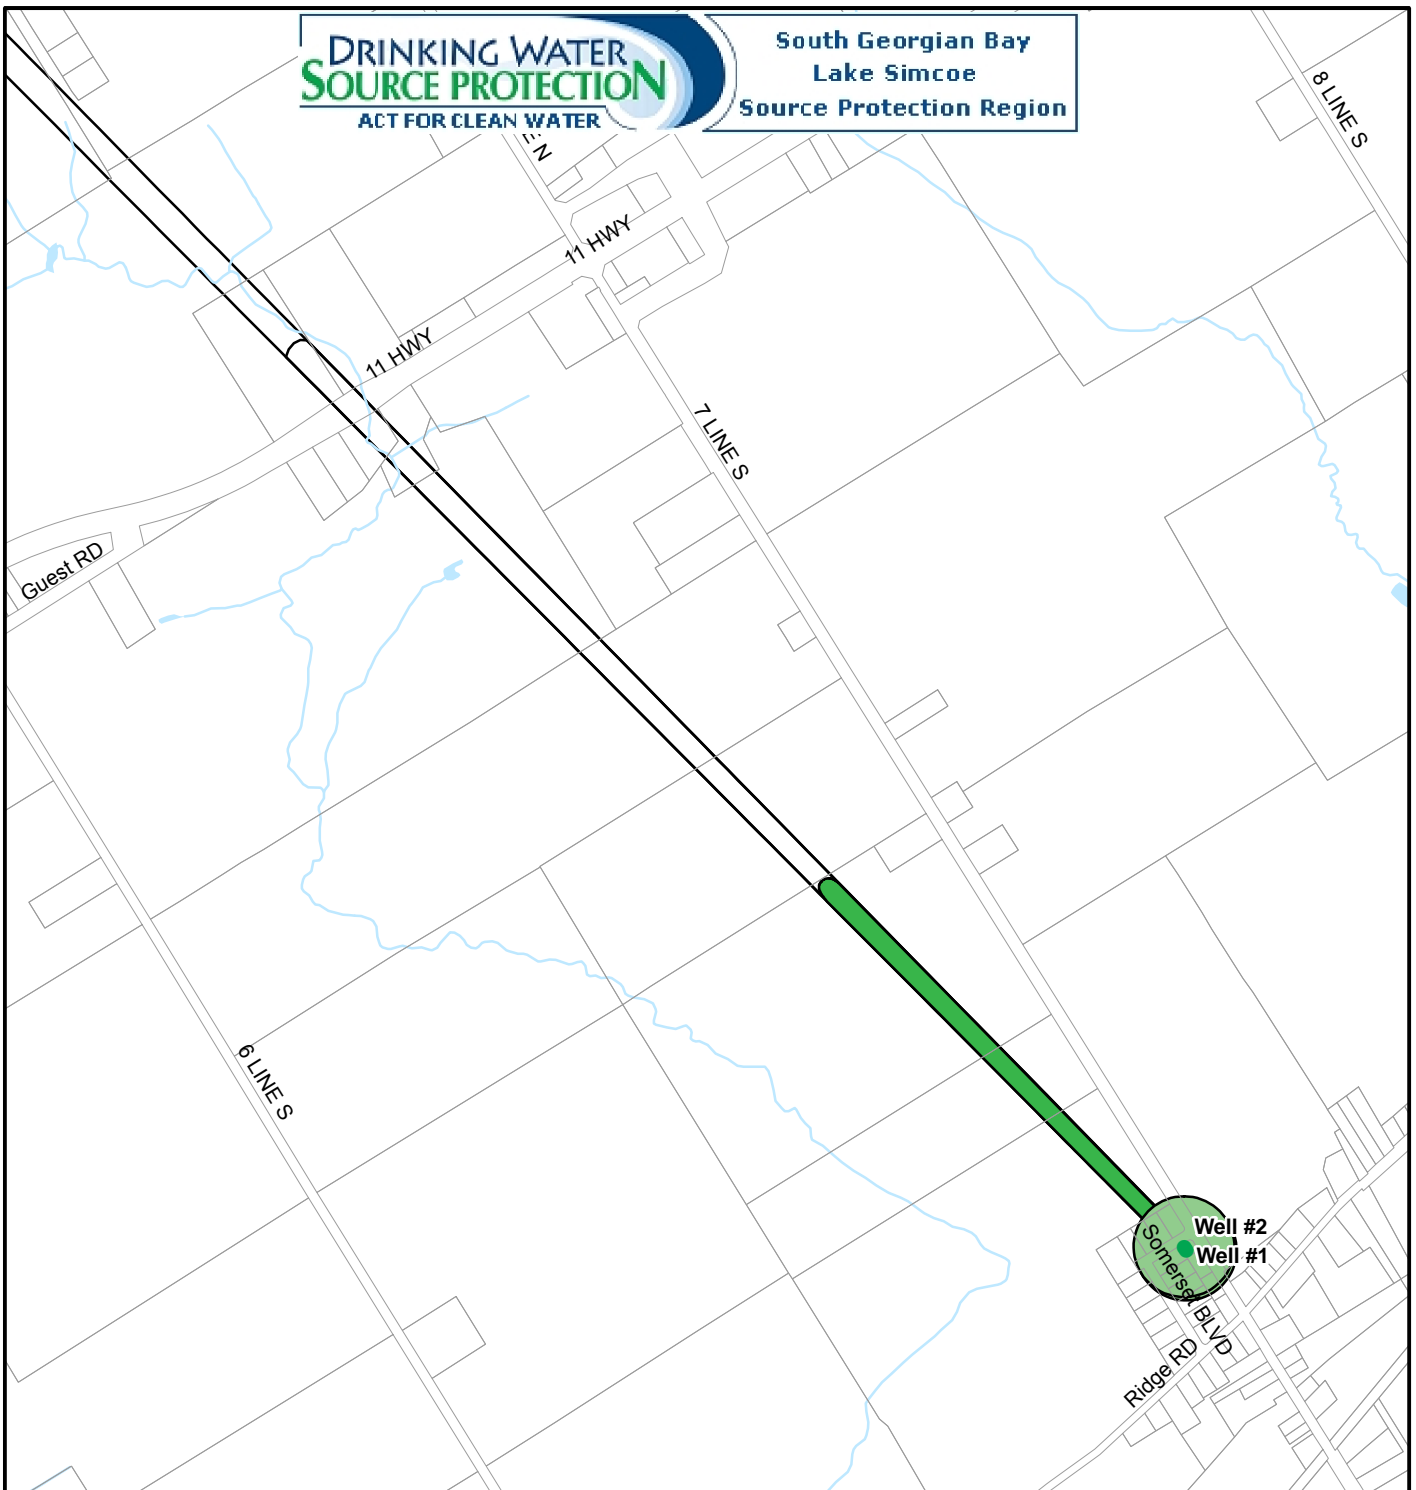 DRINKING WATER
SOURCE PROTECTION
ACT FOR CLEAN WATER
South Georgian Bay
Lake Simcoe
Source Protection Region
8 LINE S
11 HWY
11 HWY
7 LINE S
Guest RD
6 LINE S
Well #2
Well #1
Somerset BLVD
Ridge RD